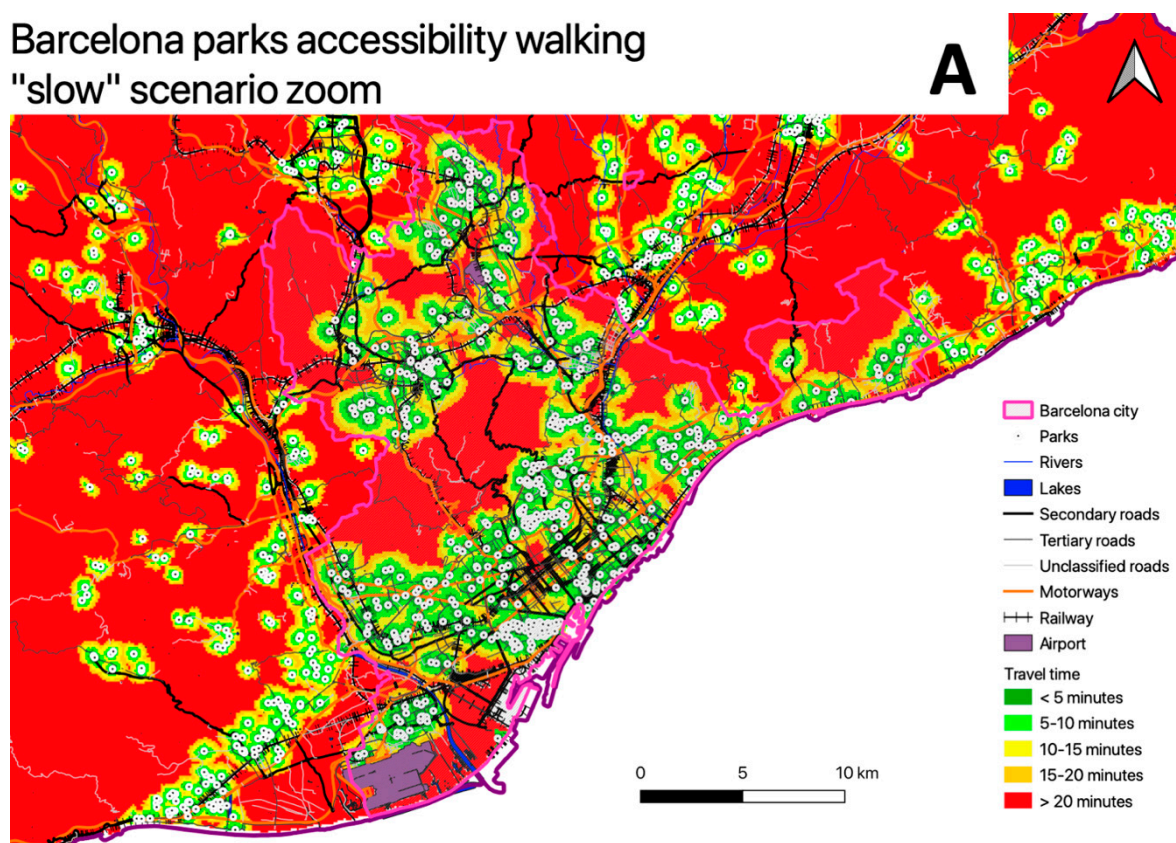 Barcelona parks accessibility walking
"slow" scenario zoom
A
Barcelona city
Parks
Rivers
Lakes
Secondary roads
Tertiary roads
Unclassified roads
Motorways
Railway
Airport
Travel time
< 5 minutes
5-10 minutes
10-15 minutes
15-20 minutes
> 20 minutes
0 5 10 km